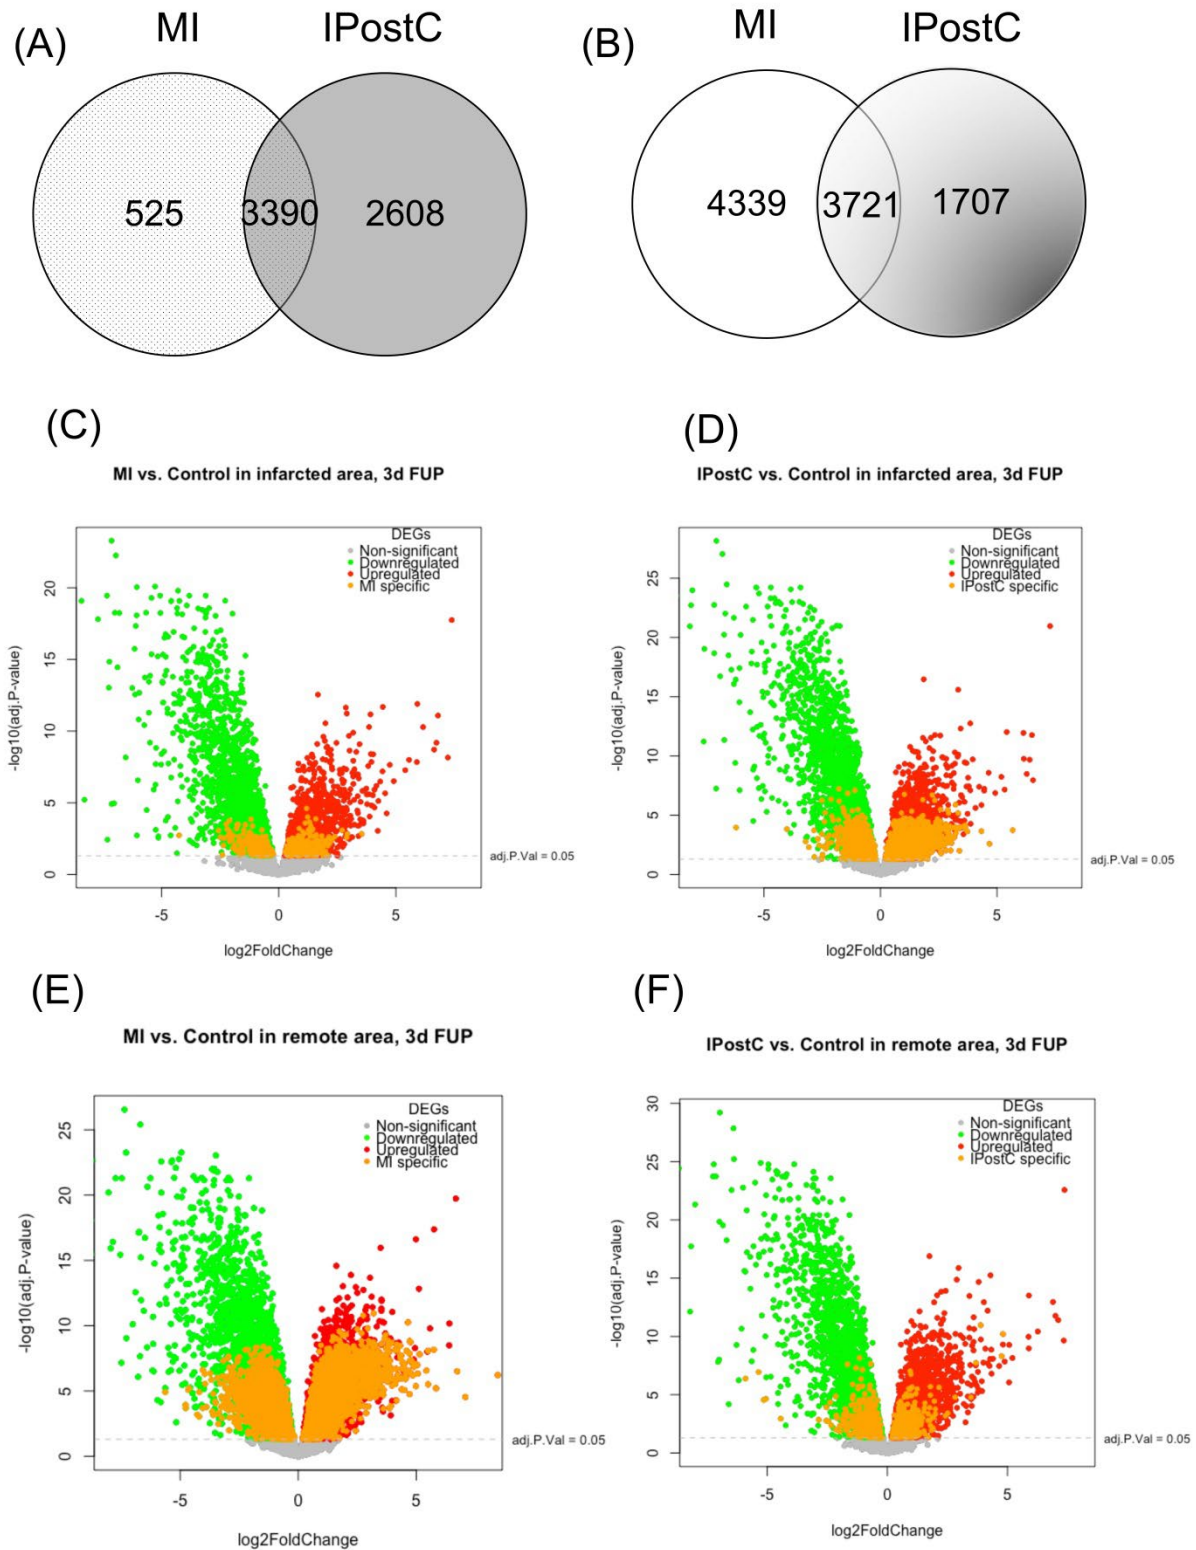 (A) MI IPostC
525 3390 2608
(B) MI IPostC
4339 3721 1707
(C)
MI vs. Control in infarcted area, 3d FUP
DEGs
Non-significant
Downregulated
Upregulated
MI specific
-log10(adj.P-value)
20
15
10
5
0
adj.P.Val = 0.05
-5 0 5
log2FoldChange
(D)
IPostC vs. Control in infarcted area, 3d FUP
DEGs
Non-significant
Downregulated
Upregulated
IPostC specific
-log10(adj.P-value)
25
20
15
10
5
0
adj.P.Val = 0.05
-5 0 5
log2FoldChange
(E)
MI vs. Control in remote area, 3d FUP
DEGs
Non-significant
Downregulated
Upregulated
MI specific
-log10(adj.P-value)
25
20
15
10
5
0
adj.P.Val = 0.05
-5 0 5
log2FoldChange
(F)
IPostC vs. Control in remote area, 3d FUP
DEGs
Non-significant
Downregulated
Upregulated
IPostC specific
-log10(adj.P-value)
30
25
20
15
10
5
0
adj.P.Val = 0.05
-5 0 5
log2FoldChange